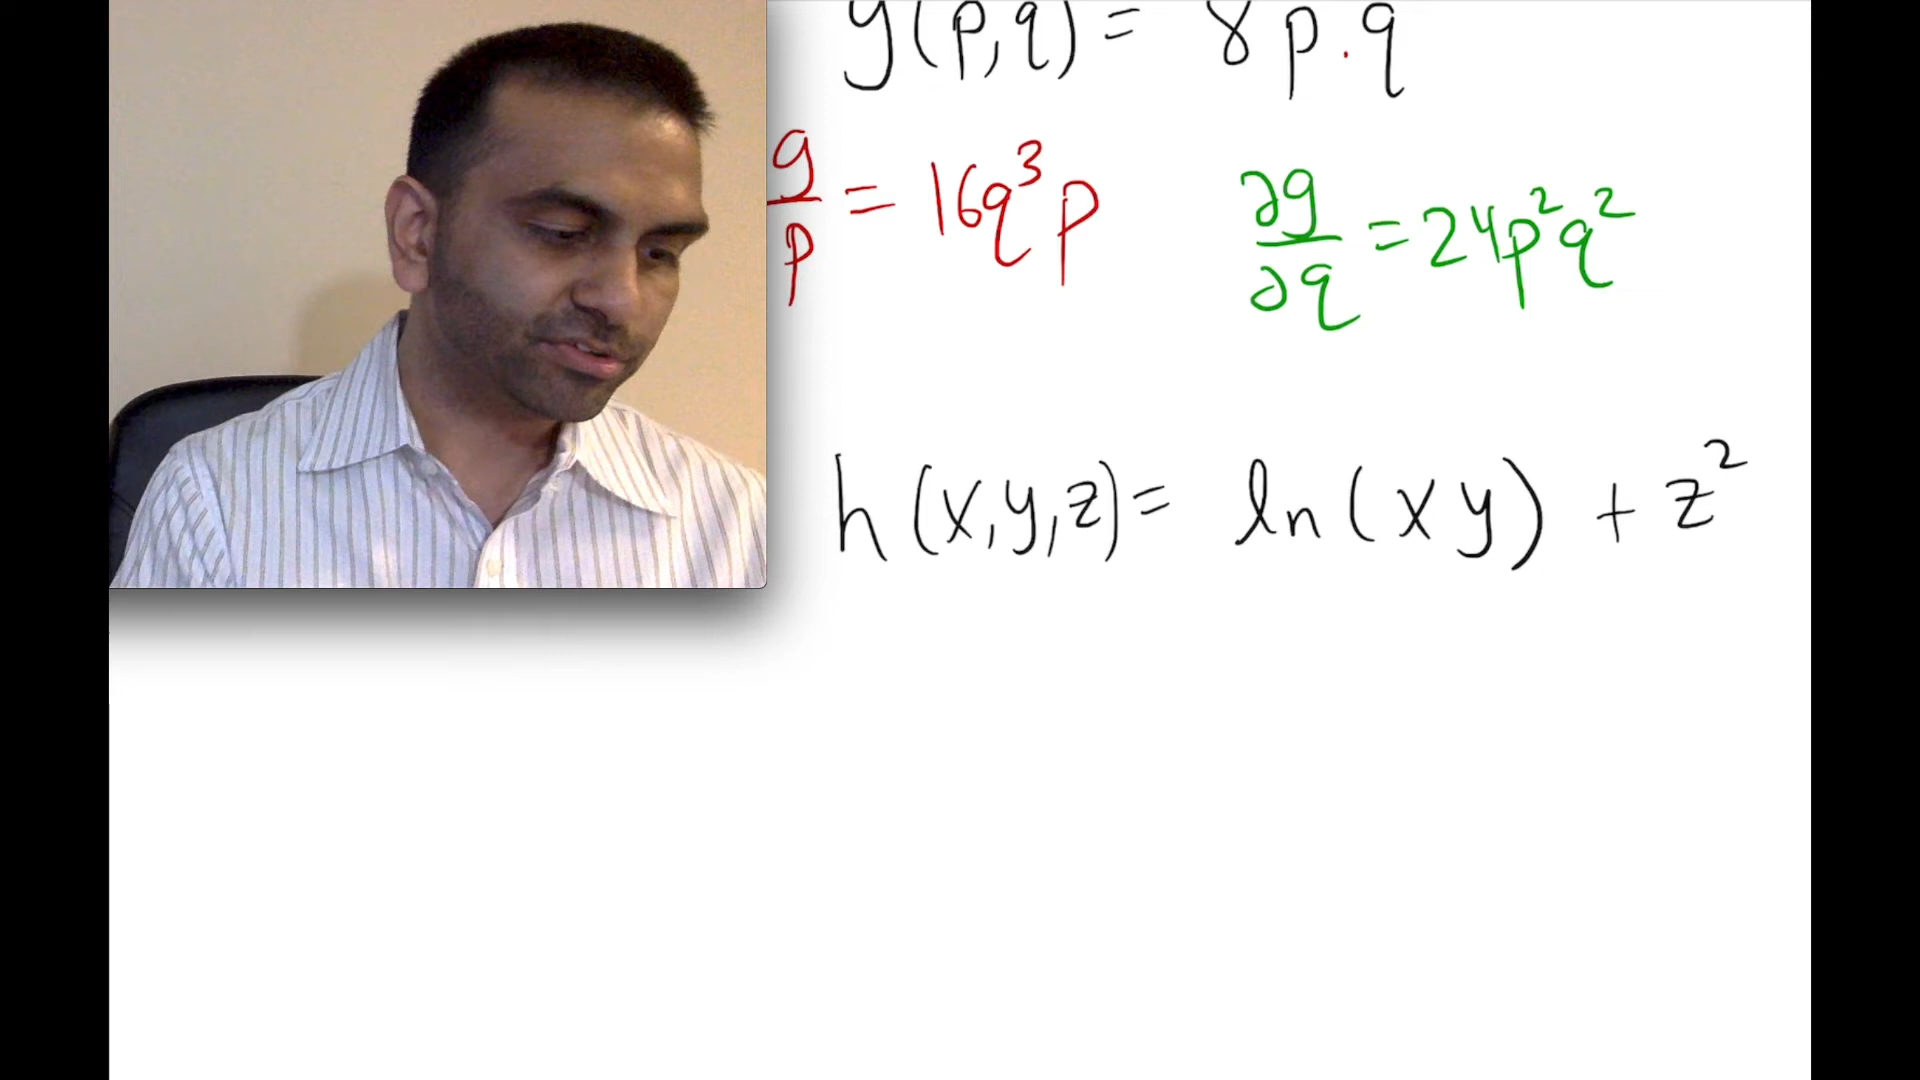 g(p,q) = 8p·q
g/p = 16q³p    ∂g/∂q = 24p²q²
h(x,y,z) = ln(xy) + z²